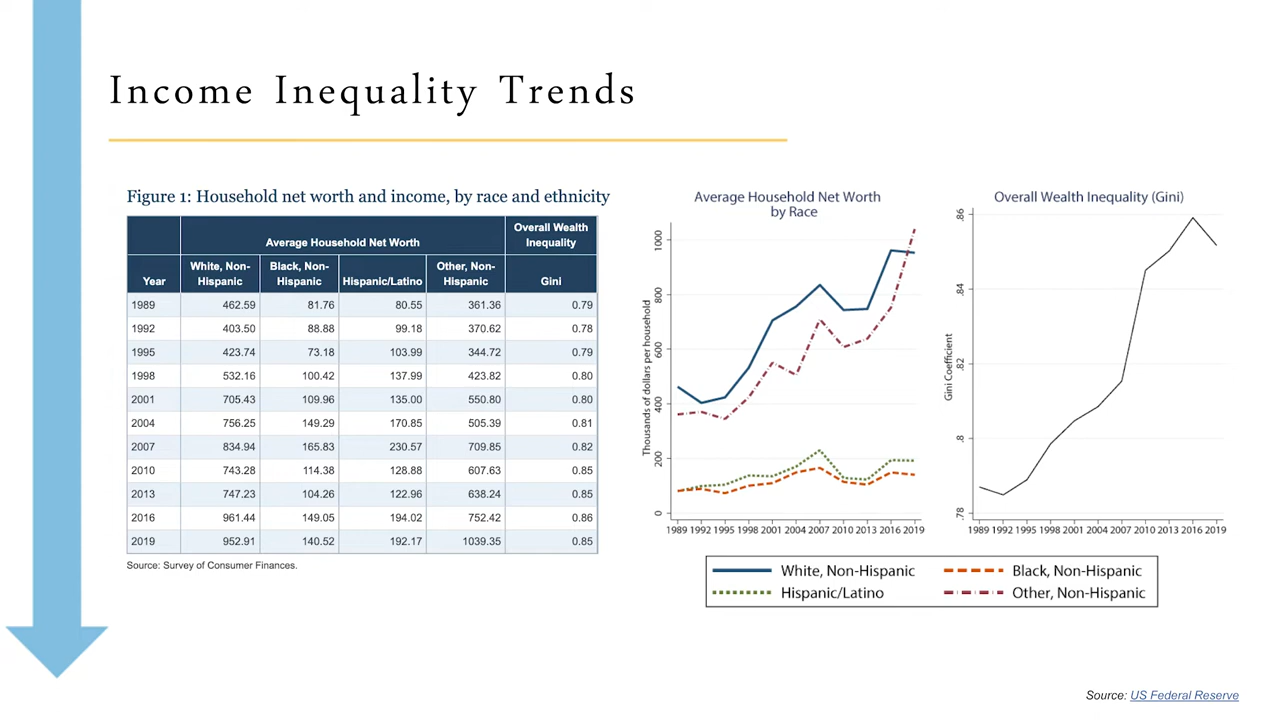 Income Inequality Trends
Figure 1: Household net worth and income, by race and ethnicity
Average Household Net Worth
Overall Wealth
Inequality
Year
White, Non-
Hispanic
Black, Non-
Hispanic
Hispanic/Latino
Other, Non-
Hispanic
Gini
1989 462.59 81.76 80.55 361.36 0.79
1992 403.50 88.88 99.18 370.62 0.78
1995 423.74 73.18 103.99 344.72 0.79
1998 532.16 100.42 137.99 423.82 0.80
2001 705.43 109.96 135.00 550.80 0.80
2004 756.25 149.29 170.85 505.39 0.81
2007 834.94 165.83 230.57 709.85 0.82
2010 743.28 114.38 128.88 607.63 0.85
2013 747.23 104.26 122.96 638.24 0.85
2016 961.44 149.05 194.02 752.42 0.86
2019 952.91 140.52 192.17 1039.35 0.85
Source: Survey of Consumer Finances.
Average Household Net Worth
by Race
Thousands of dollars per household
1000
800
600
400
200
0
1989 1992 1995 1998 2001 2004 2007 2010 2013 2016 2019
Overall Wealth Inequality (Gini)
Gini Coefficient
.86
.84
.82
.8
.78
1989 1992 1995 1998 2001 2004 2007 2010 2013 2016 2019
White, Non-Hispanic
Black, Non-Hispanic
Hispanic/Latino
Other, Non-Hispanic
Source: US Federal Reserve